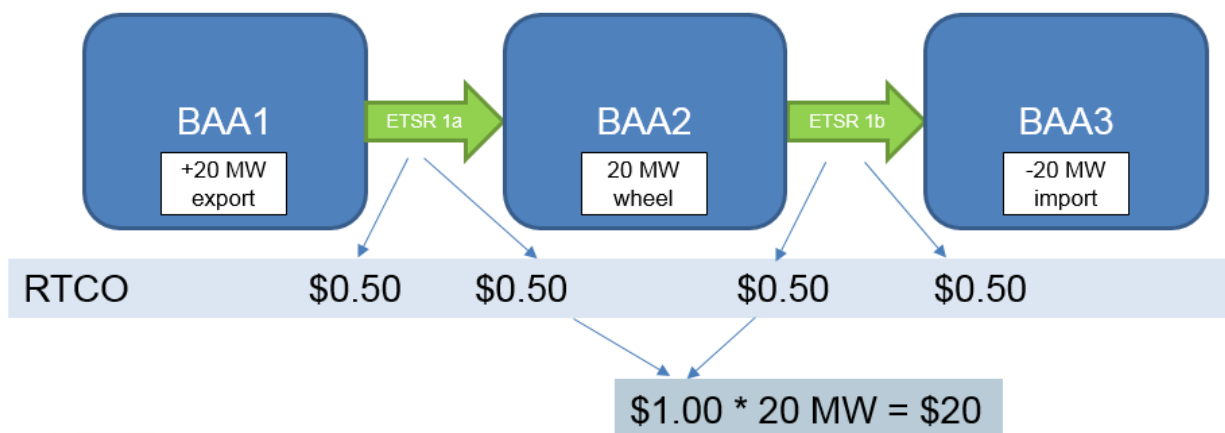 BAA1
ETSR 1a
BAA2
ETSR 1b
BAA3
+20 MW
export
20 MW
wheel
-20 MW
import
RTCO $0.50 $0.50 $0.50 $0.50
$1.00 * 20 MW = $20